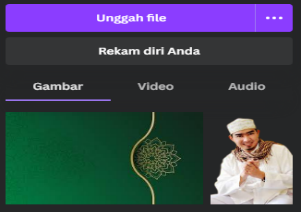 Unggah file
Rekam diri Anda
Gambar Video Audio